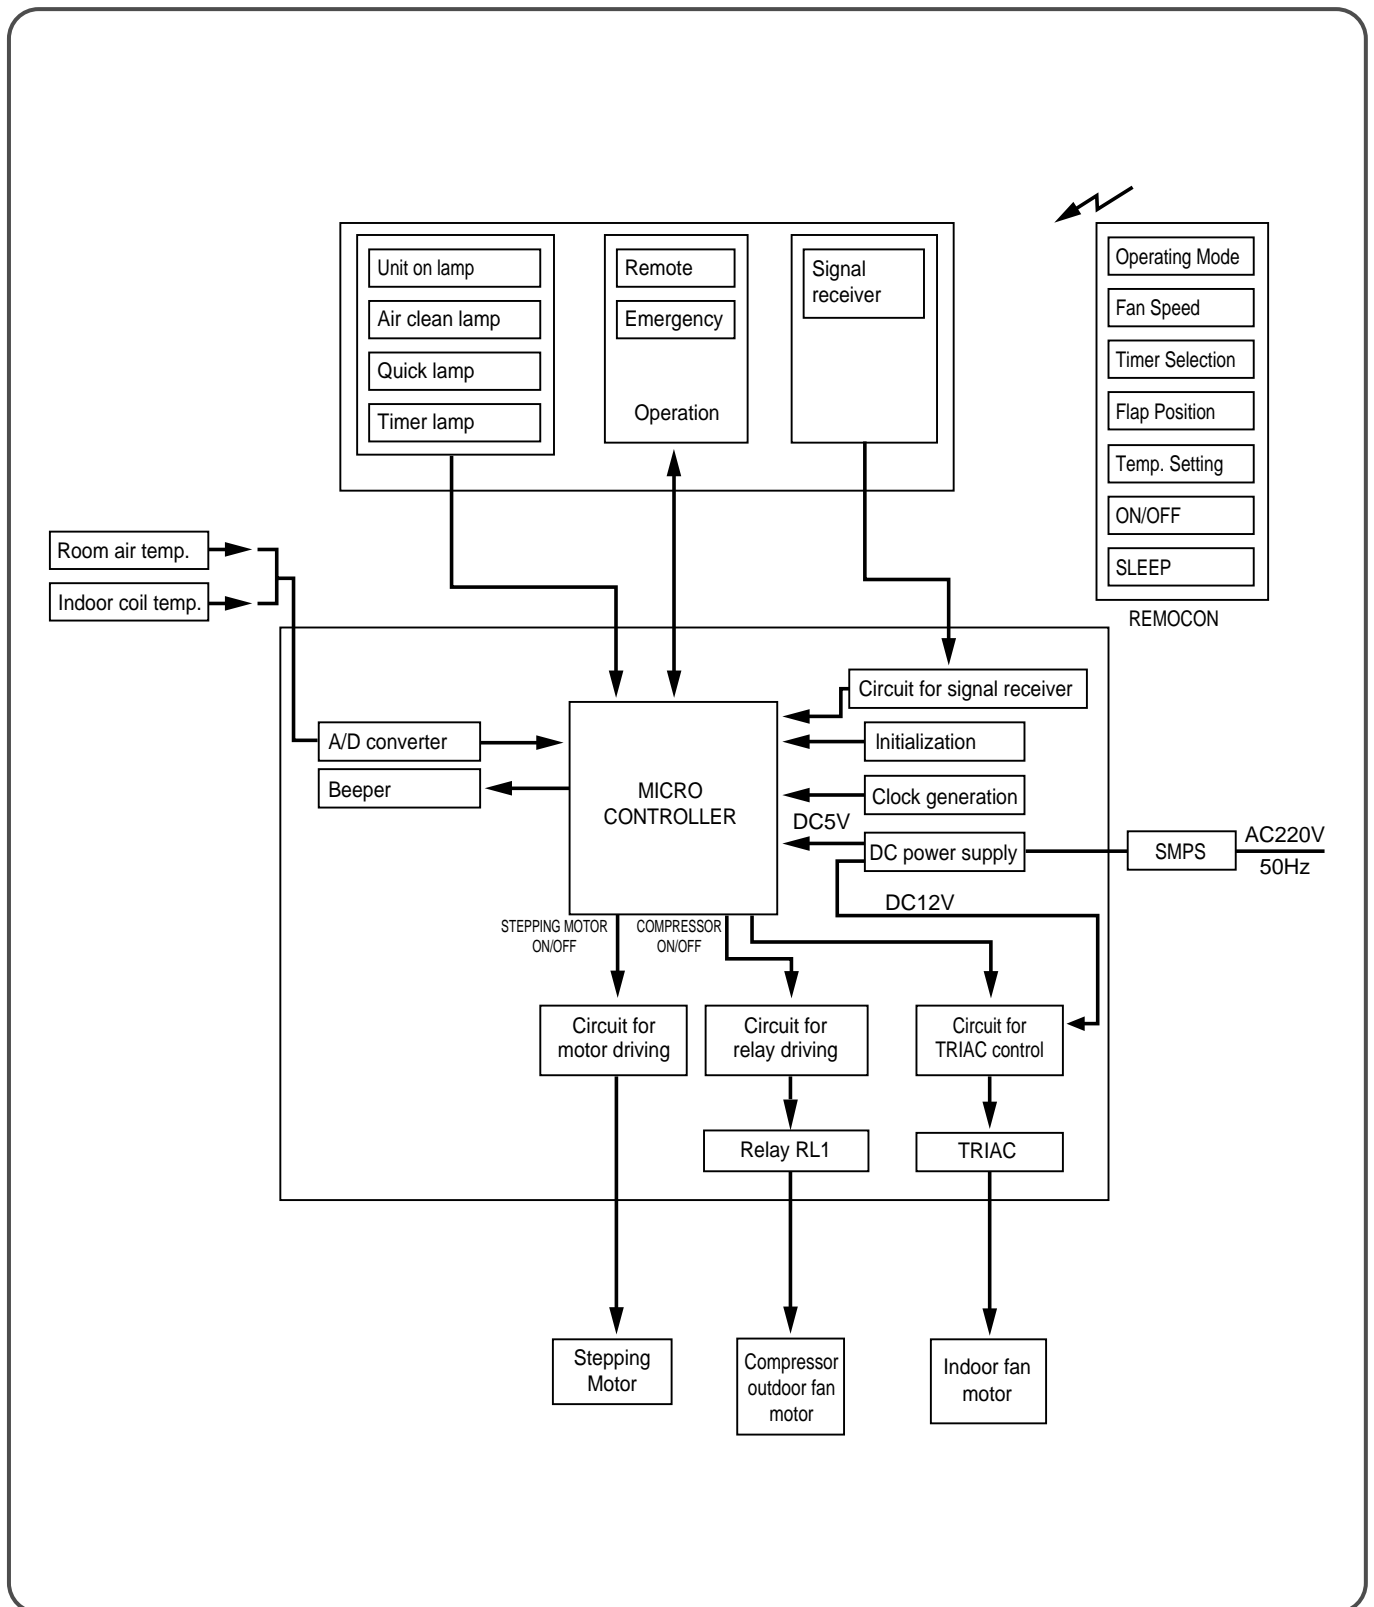 Unit on lamp
Air clean lamp
Quick lamp
Timer lamp
Remote
Emergency
Operation
Signal
receiver
Operating Mode
Fan Speed
Timer Selection
Flap Position
Temp. Setting
ON/OFF
SLEEP
REMOCON
Room air temp.
Indoor coil temp.
Circuit for signal receiver
A/D converter
Initialization
Beeper
MICRO
CONTROLLER
Clock generation
DC5V
DC power supply
SMPS
AC220V
50Hz
DC12V
STEPPING MOTOR
ON/OFF
COMPRESSOR
ON/OFF
Circuit for
motor driving
Circuit for
relay driving
Circuit for
TRIAC control
Relay RL1
TRIAC
Stepping
Motor
Compressor
outdoor fan
motor
Indoor fan
motor